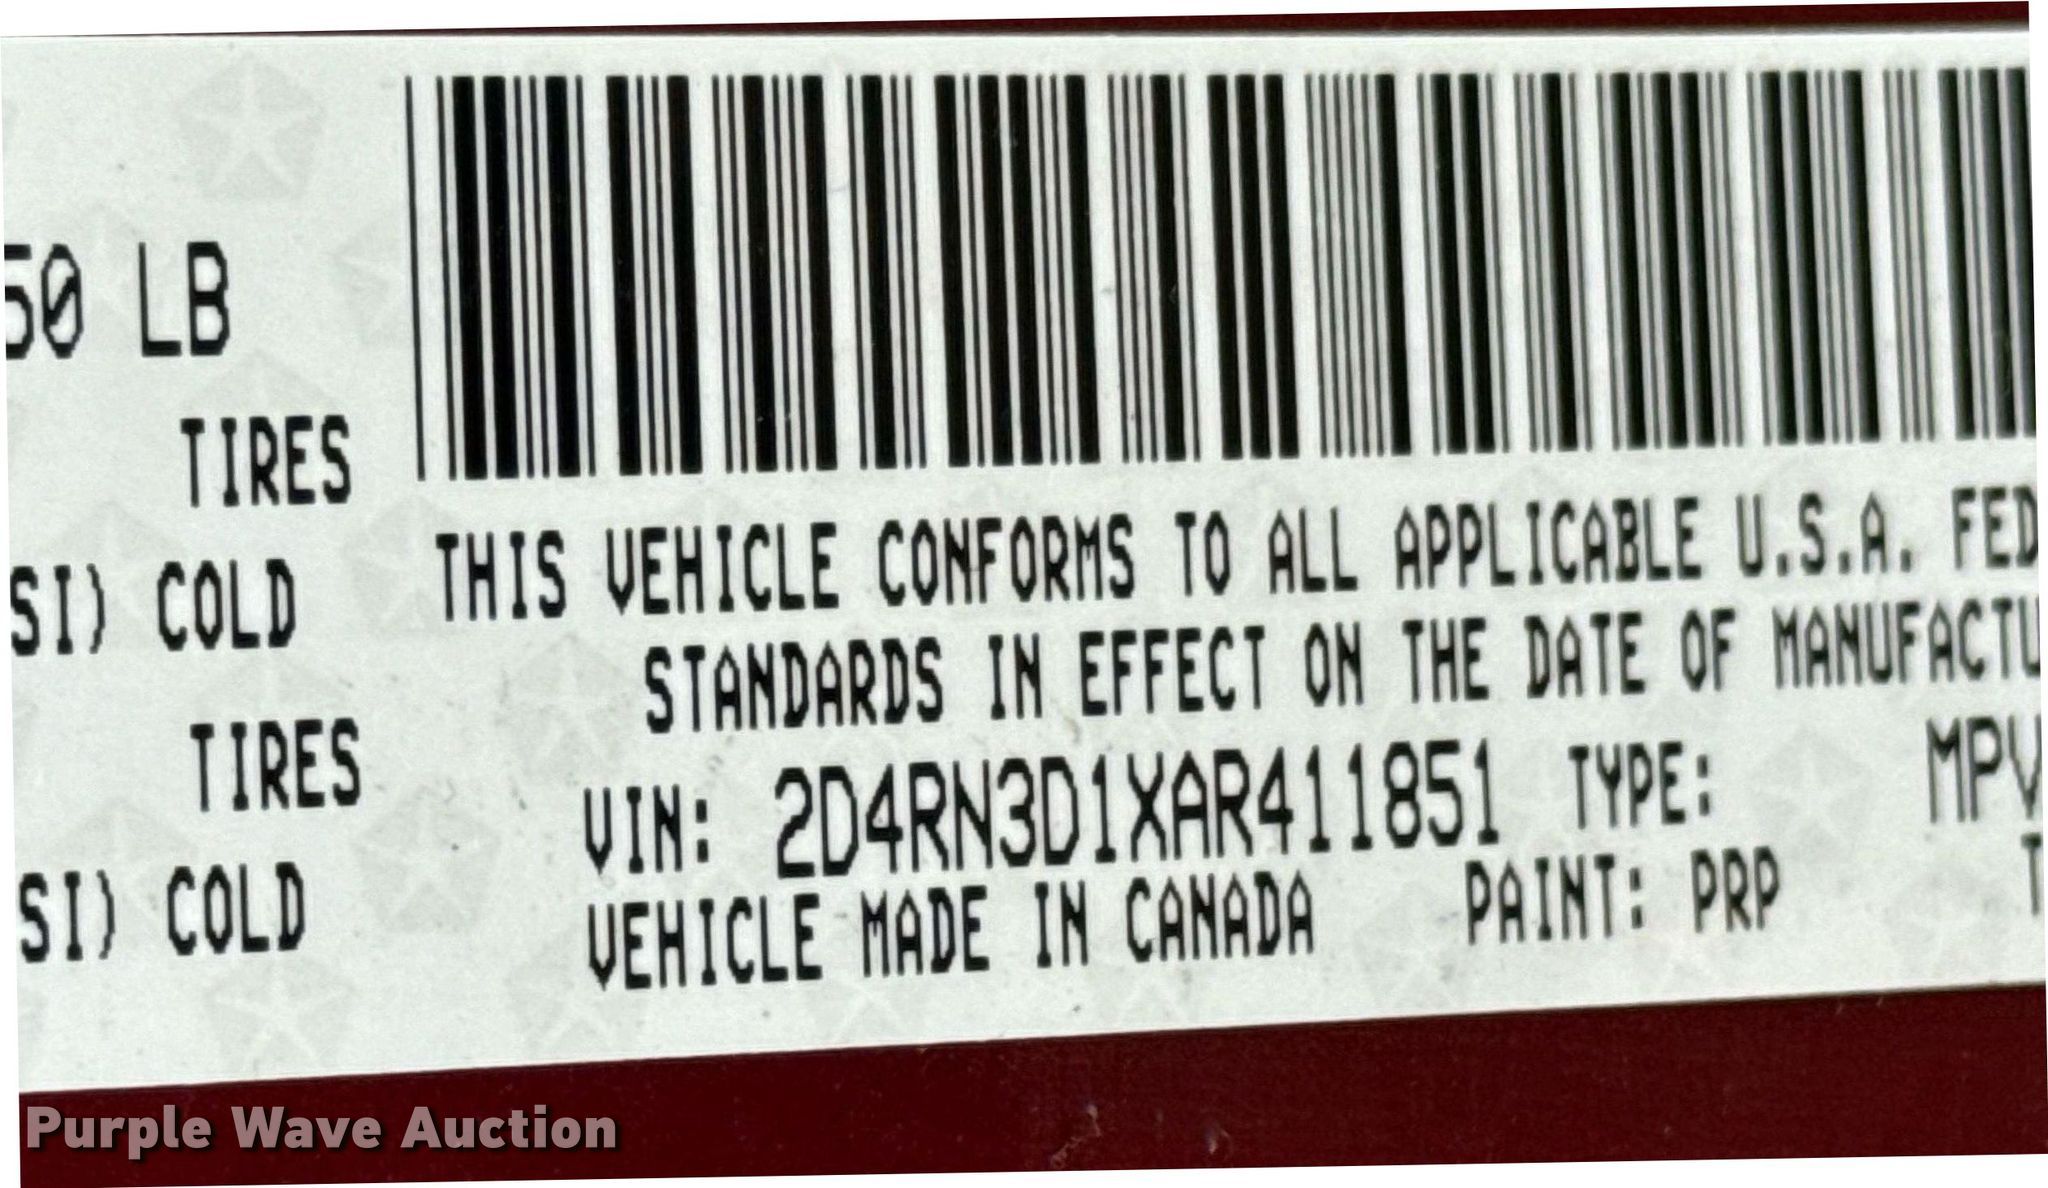 50 LB
TIRES
SI) COLD
TIRES
SI) COLD
THIS VEHICLE CONFORMS TO ALL APPLICABLE U.S.A. FED
STANDARDS IN EFFECT ON THE DATE OF MANUFACTU
VIN: 2D4RN3D1XAR411851 TYPE: MPV
VEHICLE MADE IN CANADA PAINT: PRP T
Purple Wave Auction